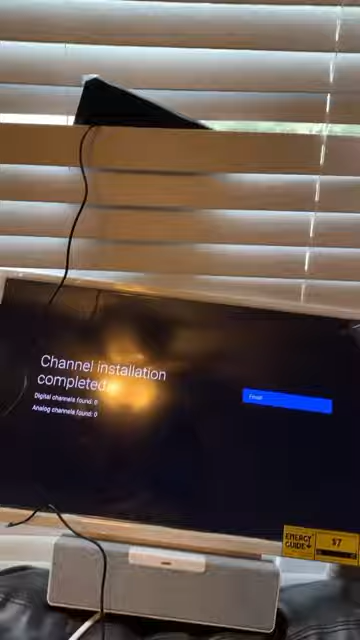 Channel installation
completed
Digital channels found: 0
Analog channels found: 0
Finish
ENERGY
GUIDE
$7